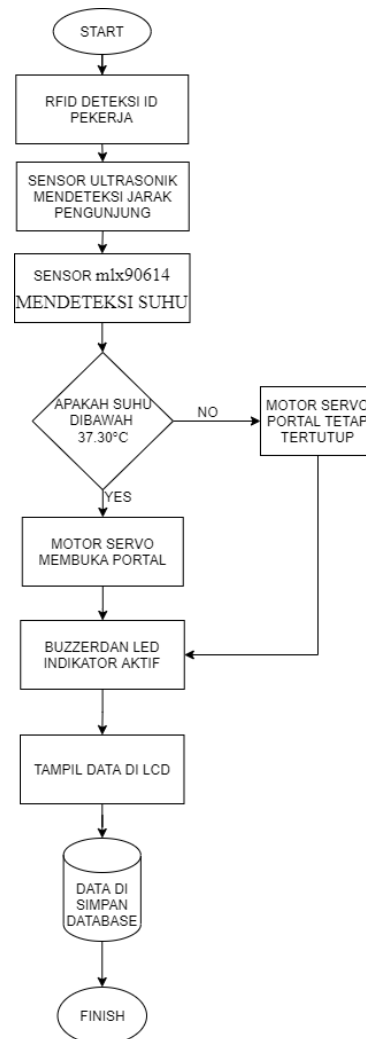 START
RFID DETEKSI ID
PEKERJA
SENSOR ULTRASONIK
MENDETEKSI JARAK
PENGUNJUNG
SENSOR mlx90614
MENDETEKSI SUHU
APAKAH SUHU
DIBAWAH
37.30°C
NO
MOTOR SERVO
PORTAL TETAP
TERTUTUP
YES
MOTOR SERVO
MEMBUKA PORTAL
BUZZERDAN LED
INDIKATOR AKTIF
TAMPIL DATA DI LCD
DATA DI
SIMPAN
DATABASE
FINISH